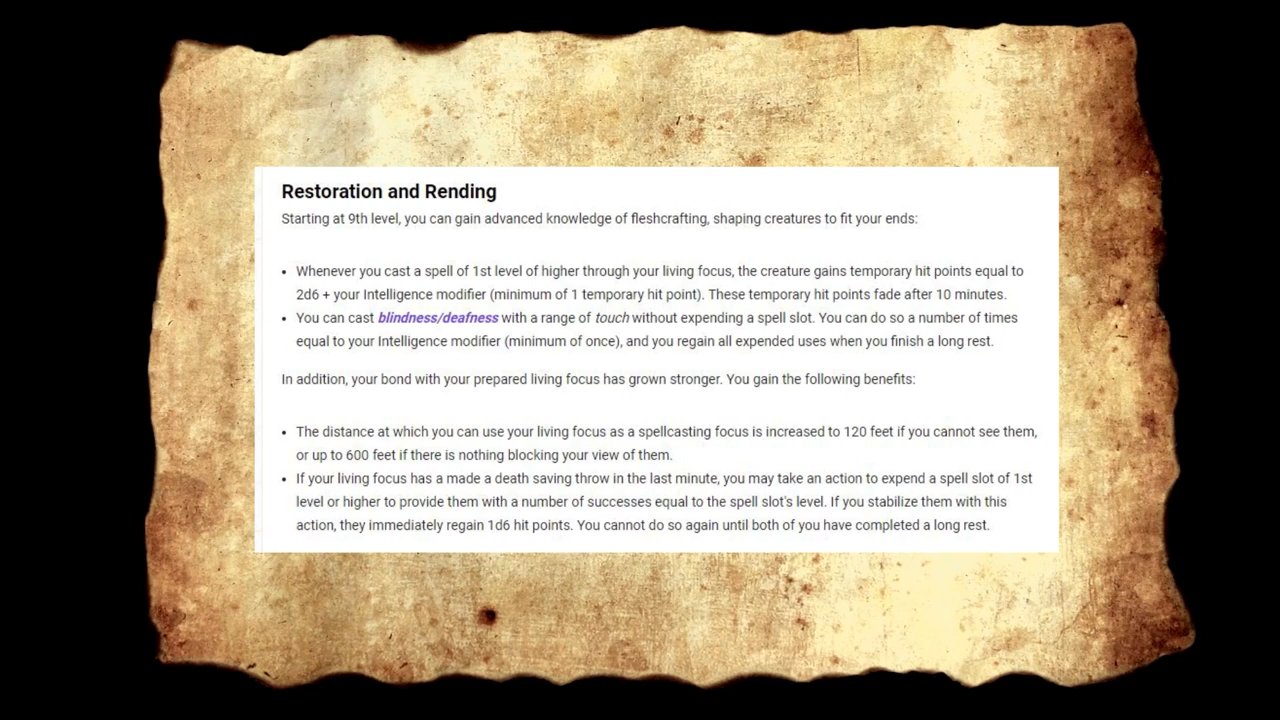 Restoration and Rending
Starting at 9th level, you can gain advanced knowledge of fleshcrafting, shaping creatures to fit your ends:
• Whenever you cast a spell of 1st level of higher through your living focus, the creature gains temporary hit points equal to
2d6 + your Intelligence modifier (minimum of 1 temporary hit point). These temporary hit points fade after 10 minutes.
• You can cast blindness/deafness with a range of touch without expending a spell slot. You can do so a number of times
equal to your Intelligence modifier (minimum of once), and you regain all expended uses when you finish a long rest.
In addition, your bond with your prepared living focus has grown stronger. You gain the following benefits:
• The distance at which you can use your living focus as a spellcasting focus is increased to 120 feet if you cannot see them,
or up to 600 feet if there is nothing blocking your view of them.
• If your living focus has a made a death saving throw in the last minute, you may take an action to expend a spell slot of 1st
level or higher to provide them with a number of successes equal to the spell slot's level. If you stabilize them with this
action, they immediately regain 1d6 hit points. You cannot do so again until both of you have completed a long rest.